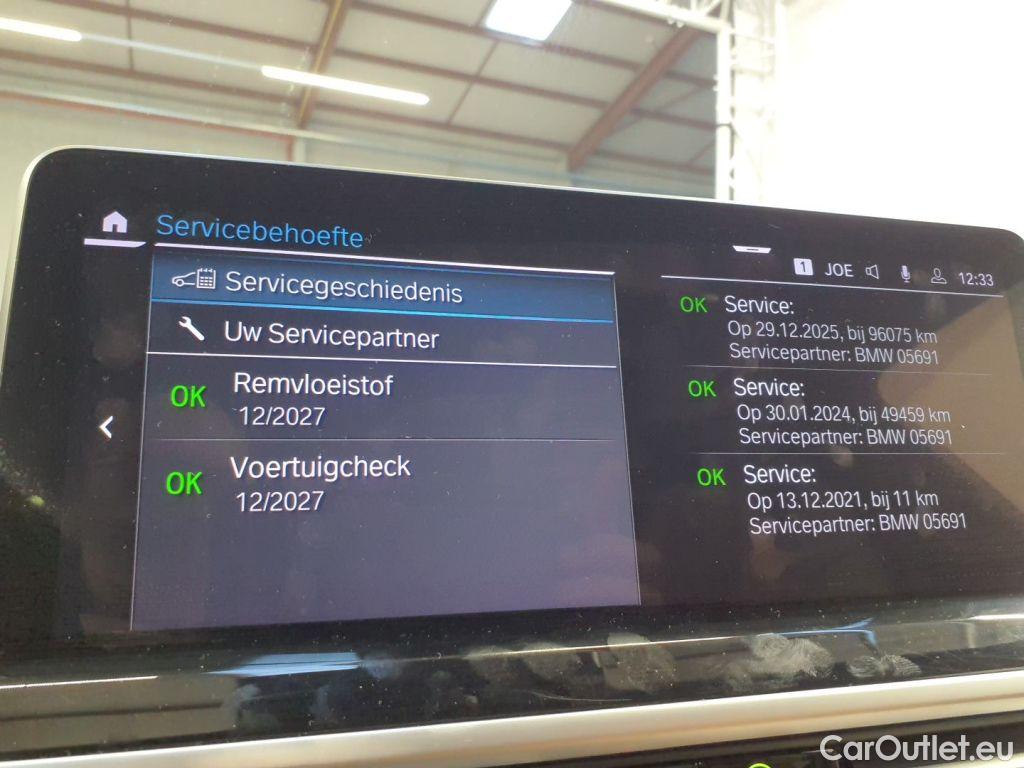 Servicebehoefte
1 JOE 12:33
Servicegeschiedenis
Uw Servicepartner
OK Remvloeistof
12/2027
OK Voertuigcheck
12/2027
OK Service:
Op 29.12.2025, bij 96075 km
Servicepartner: BMW 05691
OK Service:
Op 30.01.2024, bij 49459 km
Servicepartner: BMW 05691
OK Service:
Op 13.12.2021, bij 11 km
Servicepartner: BMW 05691
CarOutlet.eu